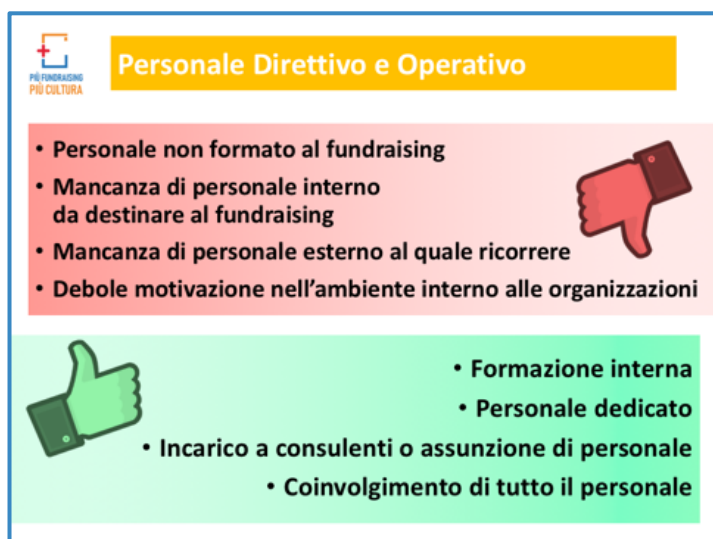 PIÙ FUNDRAISING
PIÙ CULTURA
Personale Direttivo e Operativo
• Personale non formato al fundraising
• Mancanza di personale interno
da destinare al fundraising
• Mancanza di personale esterno al quale ricorrere
• Debole motivazione nell'ambiente interno alle organizzazioni
• Formazione interna
• Personale dedicato
• Incarico a consulenti o assunzione di personale
• Coinvolgimento di tutto il personale